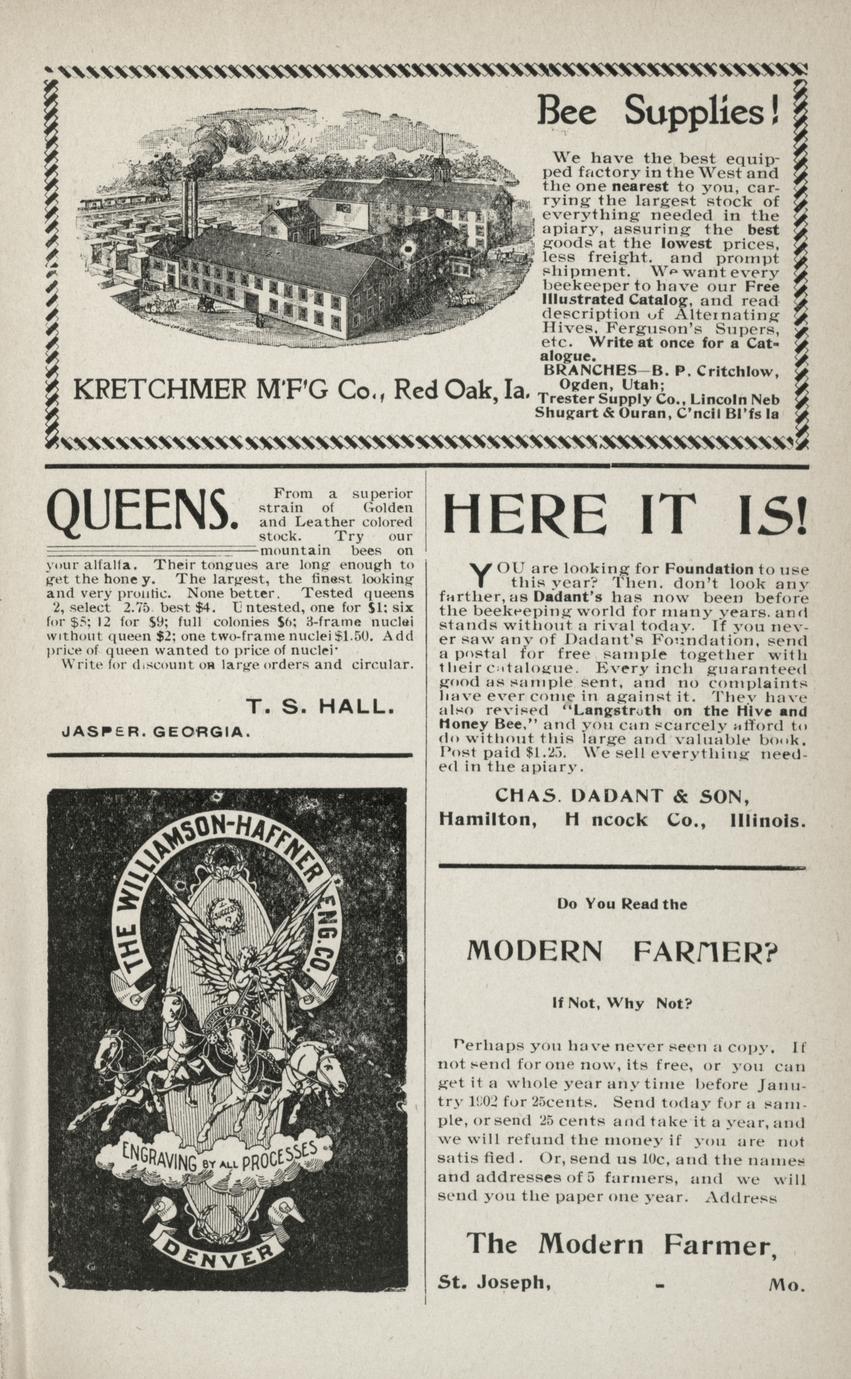 Bee Supplies!
We have the best equip-
ped factory in the West and
the one nearest to you, car-
rying the largest stock of
everything needed in the
apiary, assuring the best
goods at the lowest prices,
less freight. and prompt
shipment. We want every
beekeeper to have our Free
Illustrated Catalog, and read
description of Alternating
Hives, Ferguson's Supers,
etc. Write at once for a Cat-
alogue.
BRANCHES—B. P. Critchlow,
Ogden, Utah;
Trester Supply Co., Lincoln Neb
Shugart & Ouran, C'ncil Bl'fs Ia
KRETCHMER M'F'G Co., Red Oak, Ia.
QUEENS.
From a superior
strain of Golden
and Leather colored
stock. Try our
mountain bees on
your alfalfa. Their tongues are long enough to
get the honey. The largest, the finest looking
and very prolific. None better. Tested queens
2, select 2.75. best $4. Untested, one for $1; six
for $5; 12 for $9; full colonies $6; 3-frame nuclei
without queen $2; one two-frame nuclei $1.50. Add
price of queen wanted to price of nuclei·
Write for discount on large orders and circular.
T. S. HALL.
JASPER. GEORGIA.
THE WILLIAMSON-HAFFNER ENG. CO.
SUCCESS
ENGRAVING BY ALL PROCESSES
DENVER
HERE IT IS!
YOU are looking for Foundation to use
this year? Then. don't look any
farther, as Dadant's has now been before
the beekeeping world for many years. and
stands without a rival today. If you nev-
er saw any of Dadant's Foundation, send
a postal for free sample together with
their catalogue. Every inch guaranteed
good as sample sent, and no complaints
have ever come in against it. They have
also revised "Langstroth on the Hive and
Honey Bee," and you can scarcely afford to
do without this large and valuable book.
Post paid $1.25. We sell everything need-
ed in the apiary.
CHAS. DADANT & SON,
Hamilton, H ncock Co., Illinois.
Do You Read the
MODERN FARMER?
If Not, Why Not?
Perhaps you have never seen a copy. If
not send for one now, its free, or you can
get it a whole year any time before Janu-
try 1902 for 25cents. Send today for a sam-
ple, or send 25 cents and take it a year, and
we will refund the money if you are not
satis fied. Or, send us 10c, and the names
and addresses of 5 farmers, and we will
send you the paper one year. Address
The Modern Farmer,
St. Joseph, - Mo.